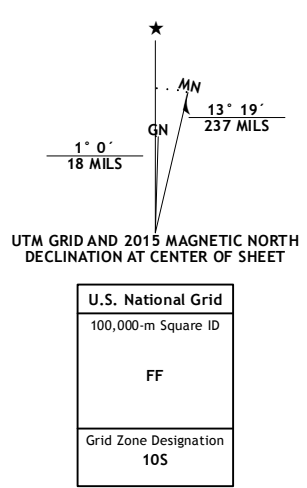 ★
MN
13° 19´
237 MILS
GN
1° 0´
18 MILS
UTM GRID AND 2015 MAGNETIC NORTH
DECLINATION AT CENTER OF SHEET
U.S. National Grid
100,000-m Square ID
FF
Grid Zone Designation
10S